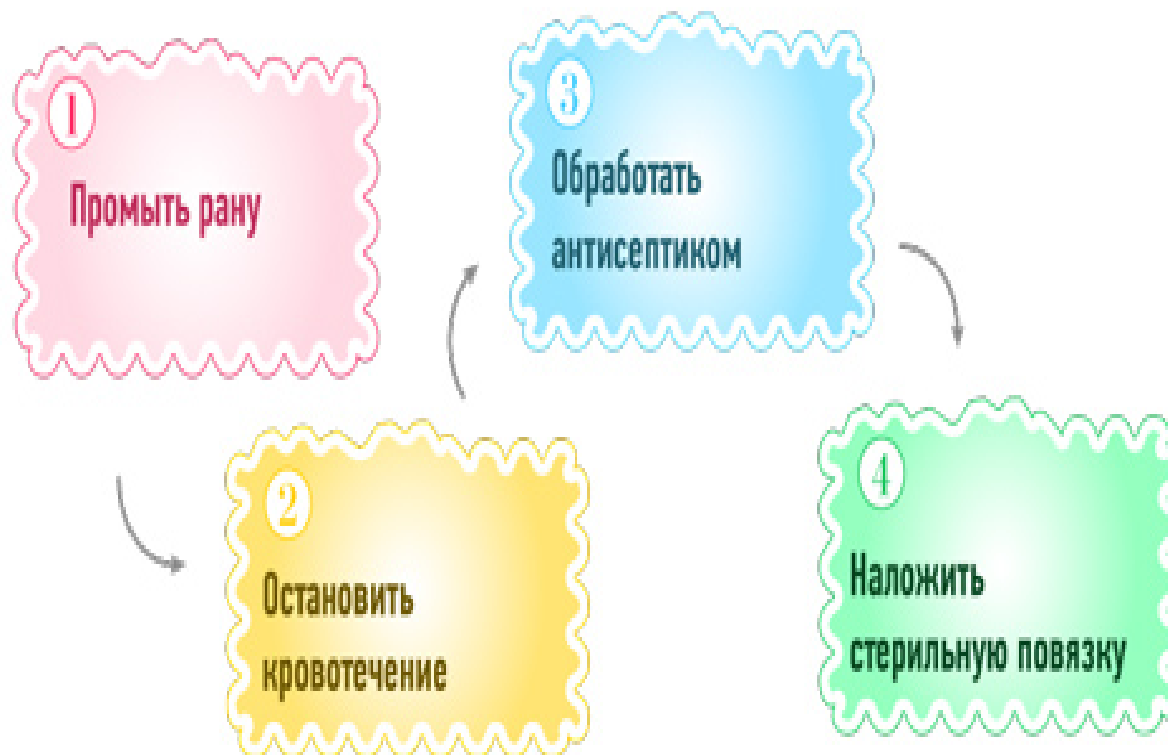 1
Промыть рану
2
Остановить
кровотечение
3
Обработать
антисептиком
4
Наложить
стерильную повязку